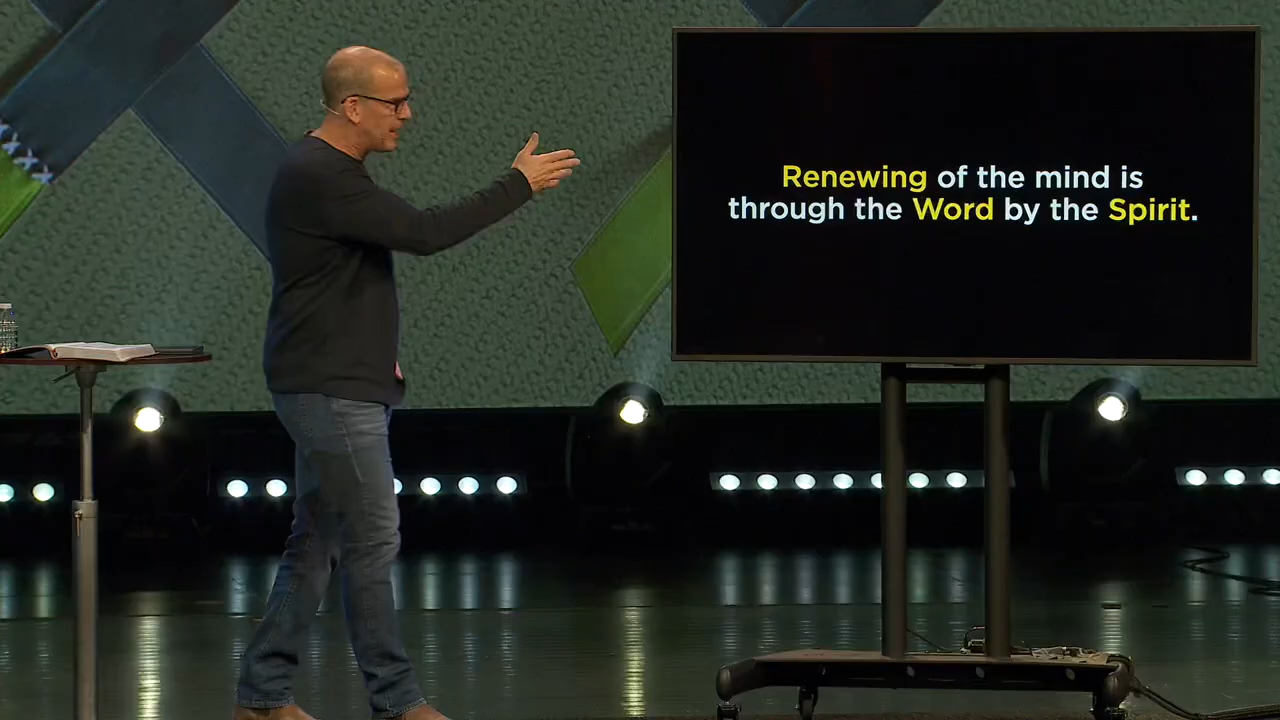 Renewing of the mind is
through the Word by the Spirit.